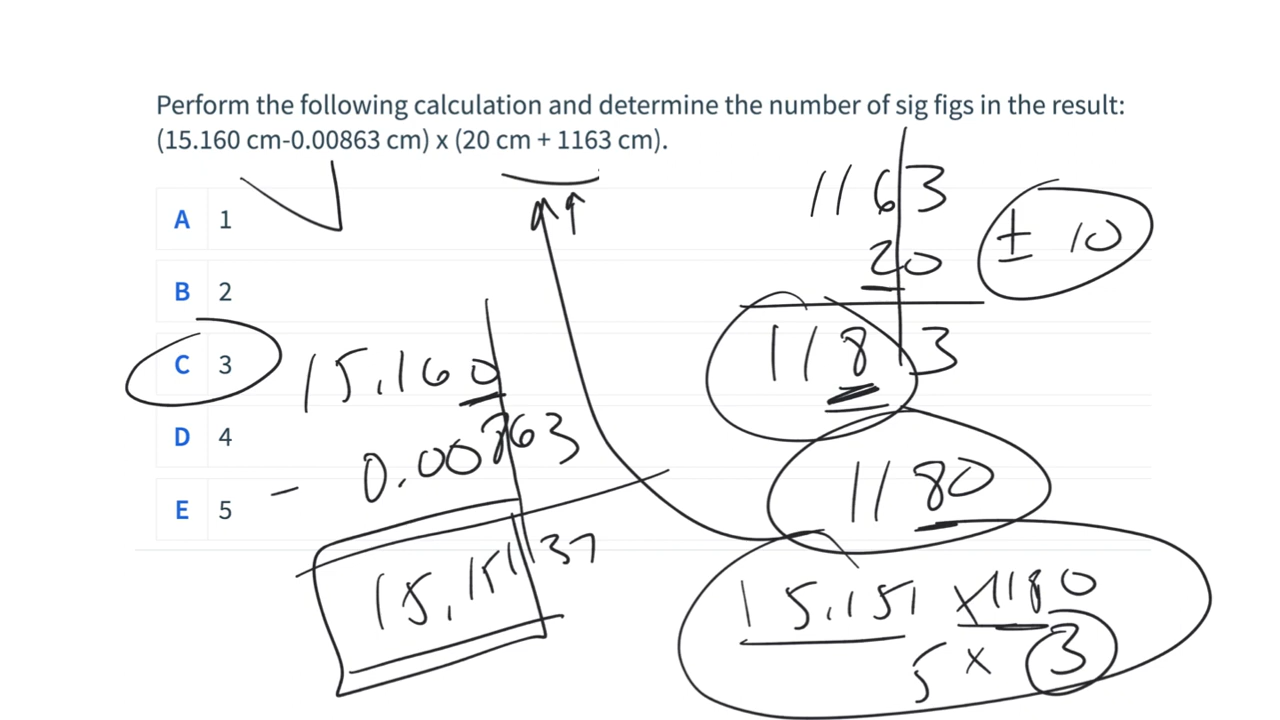 Perform the following calculation and determine the number of sig figs in the result:
(15.160 cm-0.00863 cm) x (20 cm + 1163 cm).
A 1
B 2
C 3
D 4
E 5
15.160
- 0.00863
15.15137
1163
20
± 10
1183
1180
15.151 x 1180
5 x 3